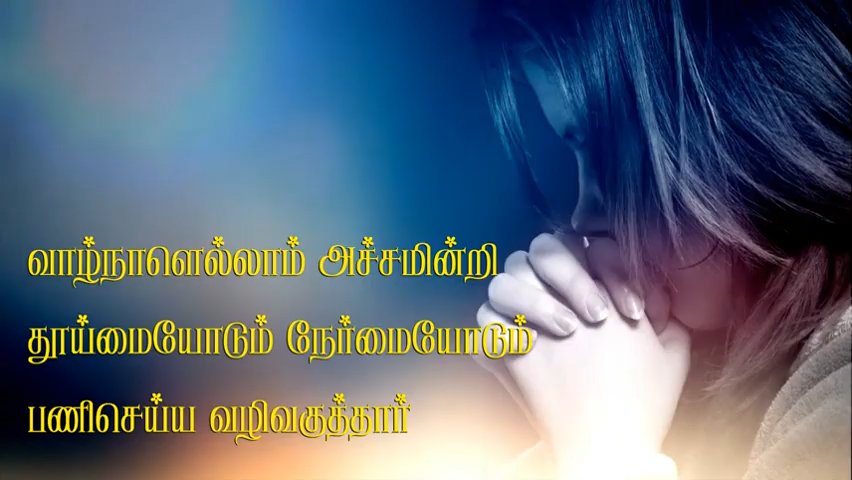 வாழ்நாளெல்லாம் அச்சமின்றி
தூய்மையோடும் நேர்மையோடும்
பணிசெய்ய வழிவகுத்தார்